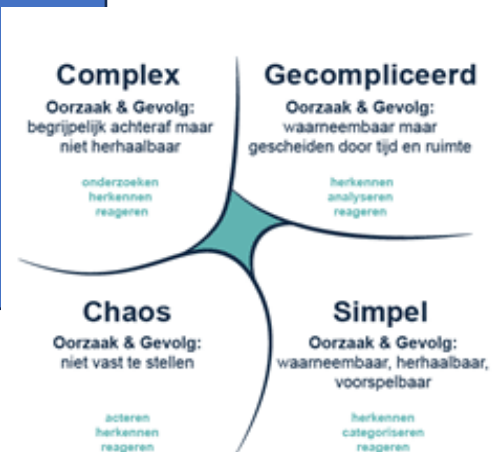 Complex
Oorzaak & Gevolg:
begrijpelijk achteraf maar
niet herhaalbaar
onderzoeken
herkennen
reageren
Gecompliceerd
Oorzaak & Gevolg:
waarneembaar maar
gescheiden door tijd en ruimte
herkennen
analyseren
reageren
Chaos
Oorzaak & Gevolg:
niet vast te stellen
acteren
herkennen
reageren
Simpel
Oorzaak & Gevolg:
waarneembaar, herhaalbaar,
voorspelbaar
herkennen
categoriseren
reageren